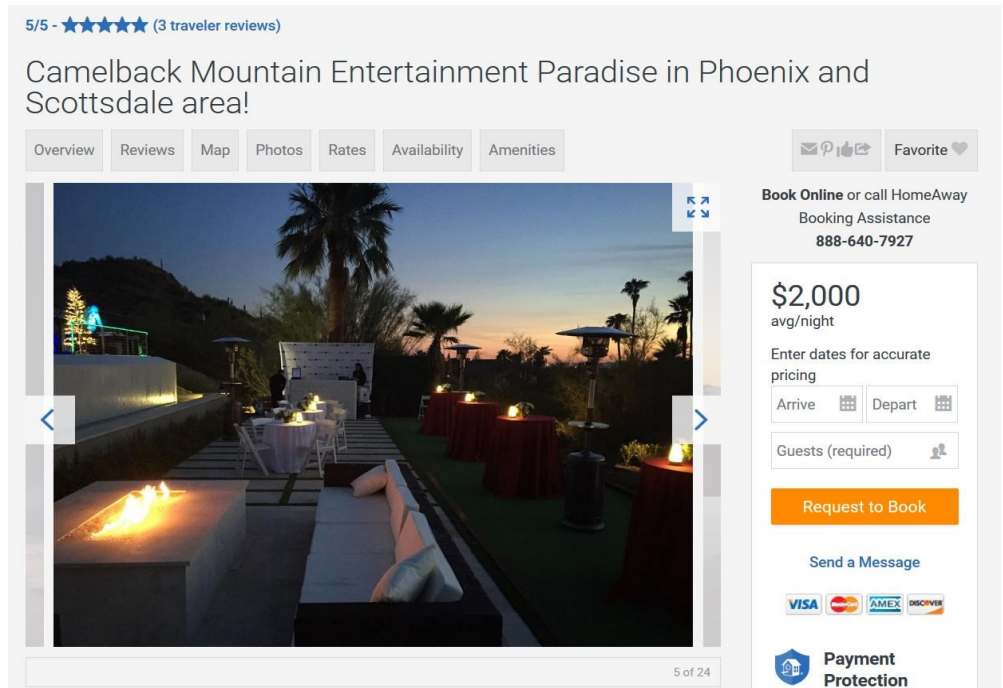 5/5 - ★★★★★ (3 traveler reviews)
Camelback Mountain Entertainment Paradise in Phoenix and
Scottsdale area!
Overview Reviews Map Photos Rates Availability Amenities
Favorite
Book Online or call HomeAway
Booking Assistance
888-640-7927
$2,000
avg/night
Enter dates for accurate
pricing
Arrive Depart
Guests (required)
Request to Book
Send a Message
VISA MasterCard AMEX DISCOVER
5 of 24
Payment
Protection